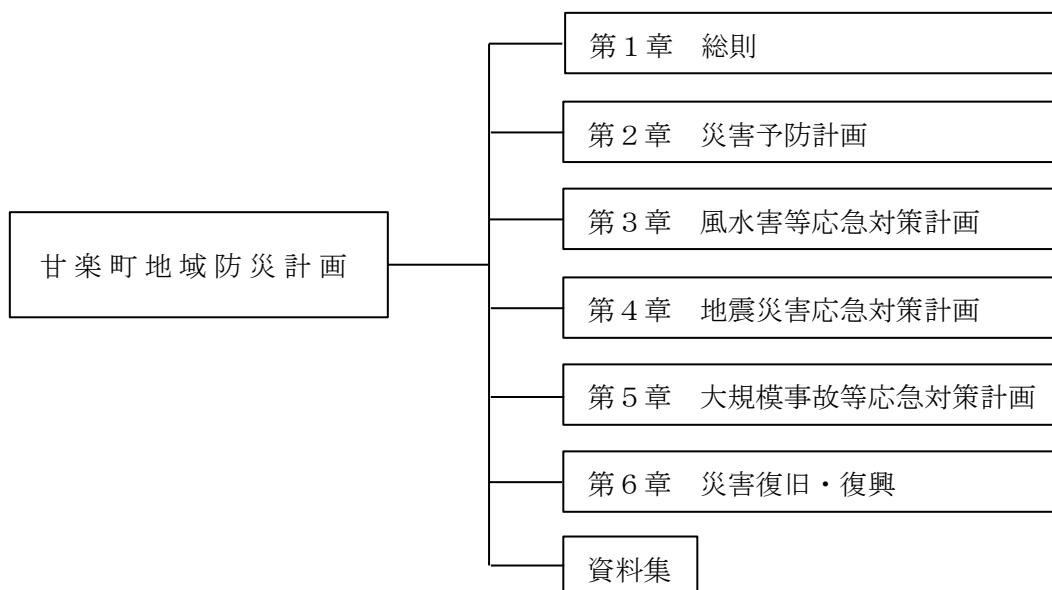 第１章　総則
第２章　災害予防計画
第３章　風水害等応急対策計画
甘楽町地域防災計画
第４章　地震災害応急対策計画
第５章　大規模事故等応急対策計画
第６章　災害復旧・復興
資料集